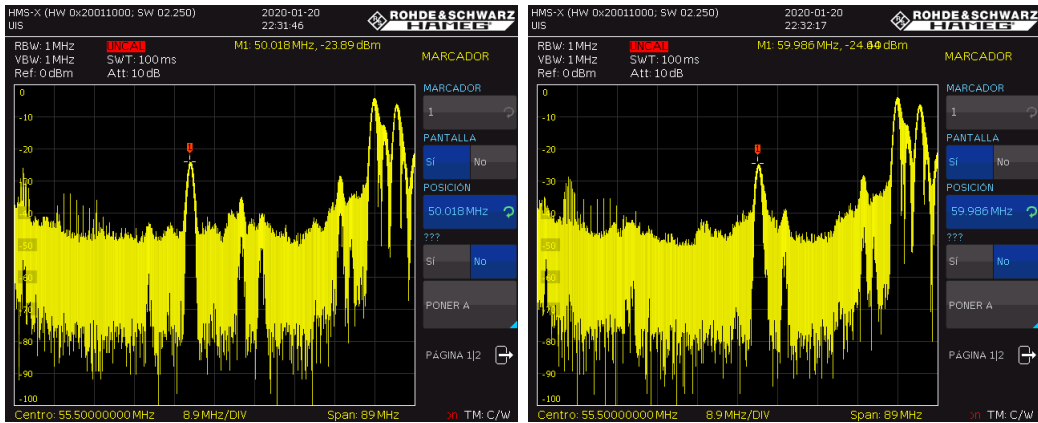 HMS-X (HW 0x20011000; SW 02.250)
UIS
2020-01-20
22:31:46
ROHDE&SCHWARZ
HAMEG
RBW: 1 MHz
UNCAL
M1: 50.018 MHz, -23.89 dBm
VBW: 1 MHz
SWT: 100 ms
Ref: 0 dBm
Att: 10 dB
MARCADOR
MARCADOR
1
PANTALLA
Sí
No
POSICIÓN
50.018 MHz
???
Sí
No
PONER A
PÁGINA 1|2
0
-10
-20
-30
-50
-60
-80
-90
-100
Centro: 55.50000000 MHz
8.9 MHz/DIV
Span: 89 MHz
on TM: C/W
HMS-X (HW 0x20011000; SW 02.250)
UIS
2020-01-20
22:32:17
ROHDE&SCHWARZ
HAMEG
RBW: 1 MHz
UNCAL
M1: 59.986 MHz,
VBW: 1 MHz
SWT: 100 ms
Ref: 0 dBm
Att: 10 dB
MARCADOR
MARCADOR
1
PANTALLA
Sí
No
POSICIÓN
59.986 MHz
???
Sí
No
PONER A
PÁGINA 1|2
0
-10
-20
-30
-50
-60
-80
-90
-100
Centro: 55.50000000 MHz
8.9 MHz/DIV
Span: 89 MHz
on TM: C/W